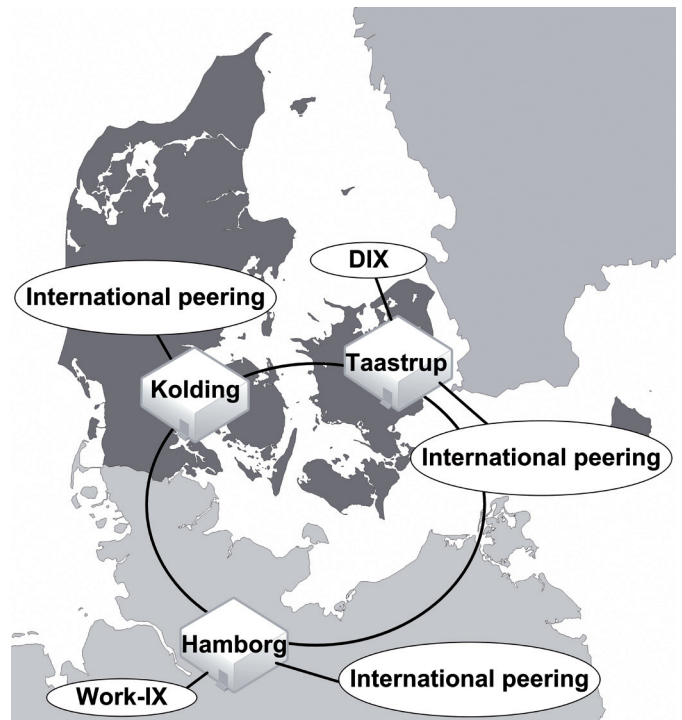 DIX
International peering
Taastrup
Kolding
International peering
Hamborg
International peering
Work-IX